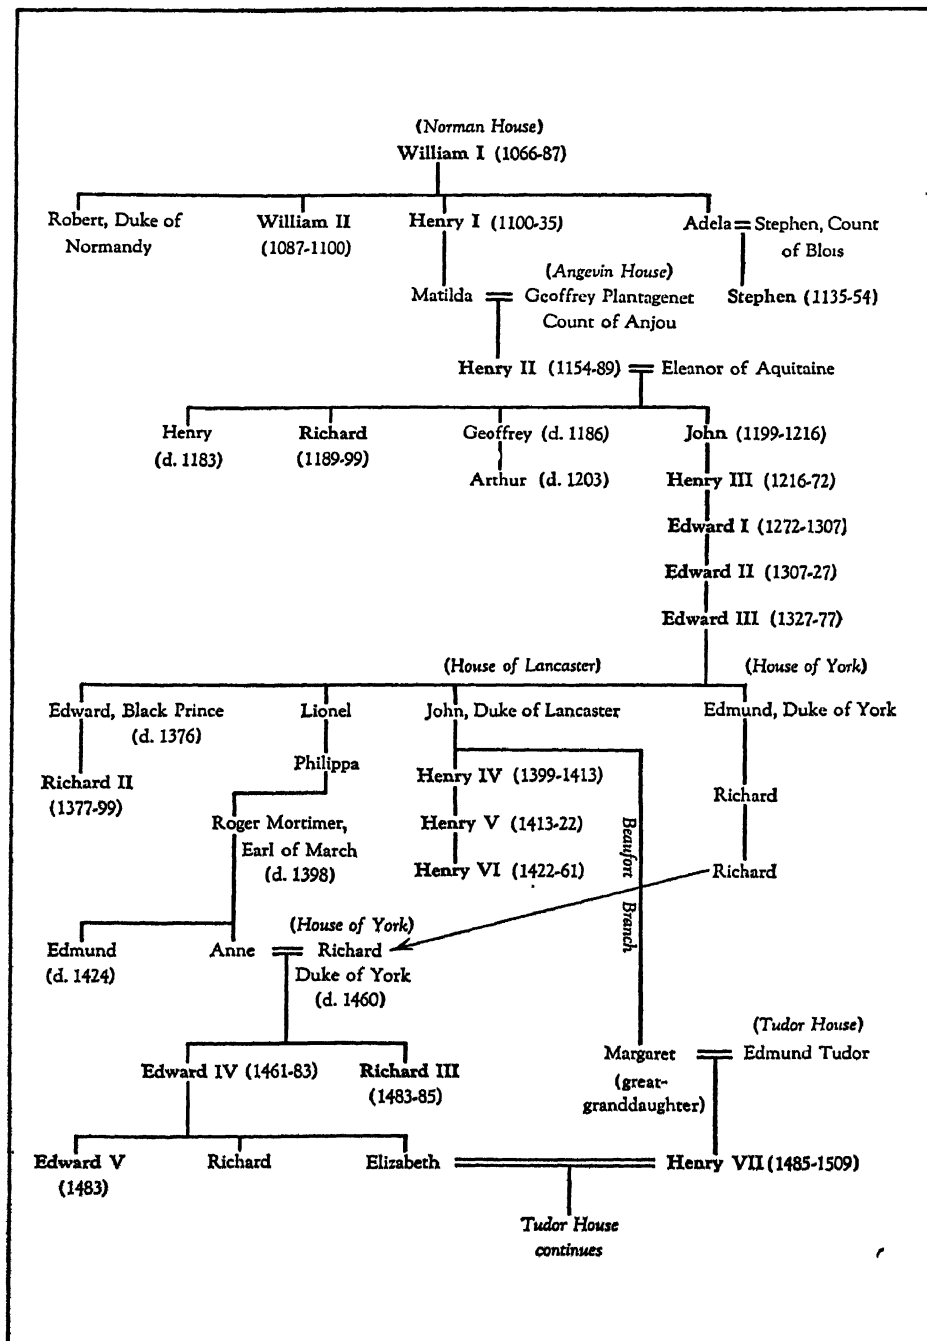 (Norman House)
William I (1066-87)
Robert, Duke of
Normandy
William II
(1087-1100)
Henry I (1100-35)
Adela = Stephen, Count
of Blois
(Angevin House)
Matilda = Geoffrey Plantagenet
Count of Anjou
Stephen (1135-54)
Henry II (1154-89) = Eleanor of Aquitaine
Henry
(d. 1183)
Richard
(1189-99)
Geoffrey (d. 1186)
John (1199-1216)
Arthur (d. 1203)
Henry III (1216-72)
Edward I (1272-1307)
Edward II (1307-27)
Edward III (1327-77)
(House of Lancaster)
(House of York)
Edward, Black Prince
(d. 1376)
Lionel
John, Duke of Lancaster
Edmund, Duke of York
Richard II
(1377-99)
Philippa
Henry IV (1399-1413)
Richard
Roger Mortimer,
Earl of March
(d. 1398)
Henry V (1413-22)
Henry VI (1422-61)
Beaufort Branch
Richard
Edmund
(d. 1424)
(House of York)
Anne = Richard
Duke of York
(d. 1460)
(Tudor House)
Edward IV (1461-83)
Richard III
(1483-85)
Margaret = Edmund Tudor
(great-
granddaughter)
Edward V
(1483)
Richard
Elizabeth = Henry VII (1485-1509)
Tudor House
continues